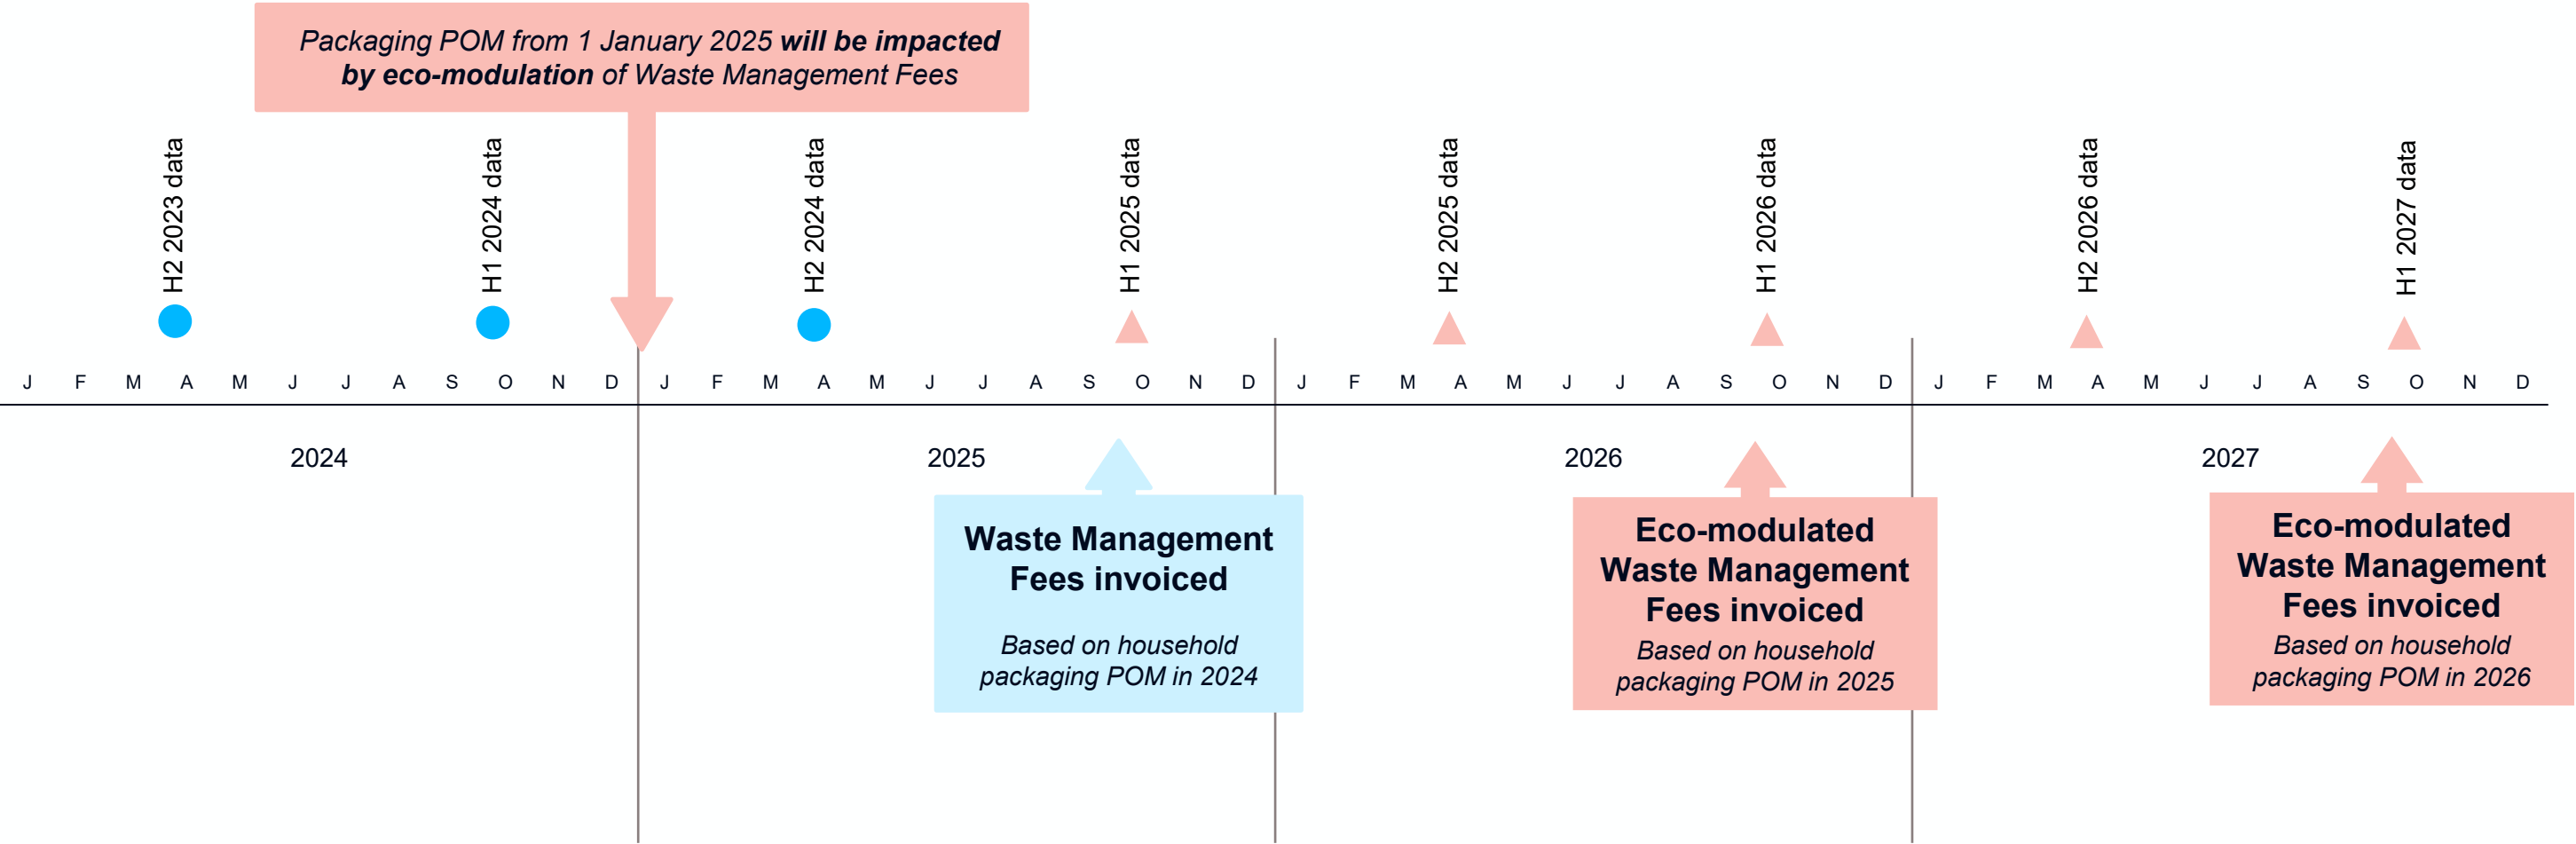 Packaging POM from 1 January 2025 will be impacted
by eco-modulation of Waste Management Fees
H2 2023 data
H1 2024 data
H2 2024 data
H1 2025 data
H2 2025 data
H1 2026 data
H2 2026 data
H1 2027 data
J F M A M J J A S O N D J F M A M J J A S O N D J F M A M J J A S O N D J F M A M J J A S O N D
2024
2025
2026
2027
Waste Management
Fees invoiced
Based on household
packaging POM in 2024
Eco-modulated
Waste Management
Fees invoiced
Based on household
packaging POM in 2025
Eco-modulated
Waste Management
Fees invoiced
Based on household
packaging POM in 2026